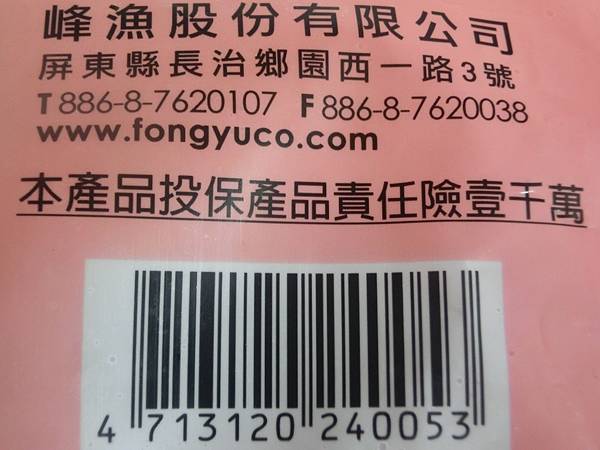 峰漁股份有限公司
屏東縣長治鄉園西一路3號
T 886-8-7620107 F 886-8-7620038
www.fongyuco.com
本產品投保產品責任險壹千萬
4 713120 240053